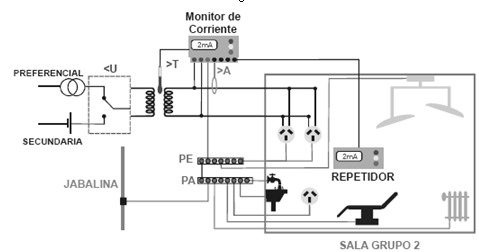 Monitor de
Corriente
2mA
<U
>T
>A
PREFERENCIAL
SECUNDARIA
PE
PA
2mA
REPETIDOR
JABALINA
SALA GRUPO 2